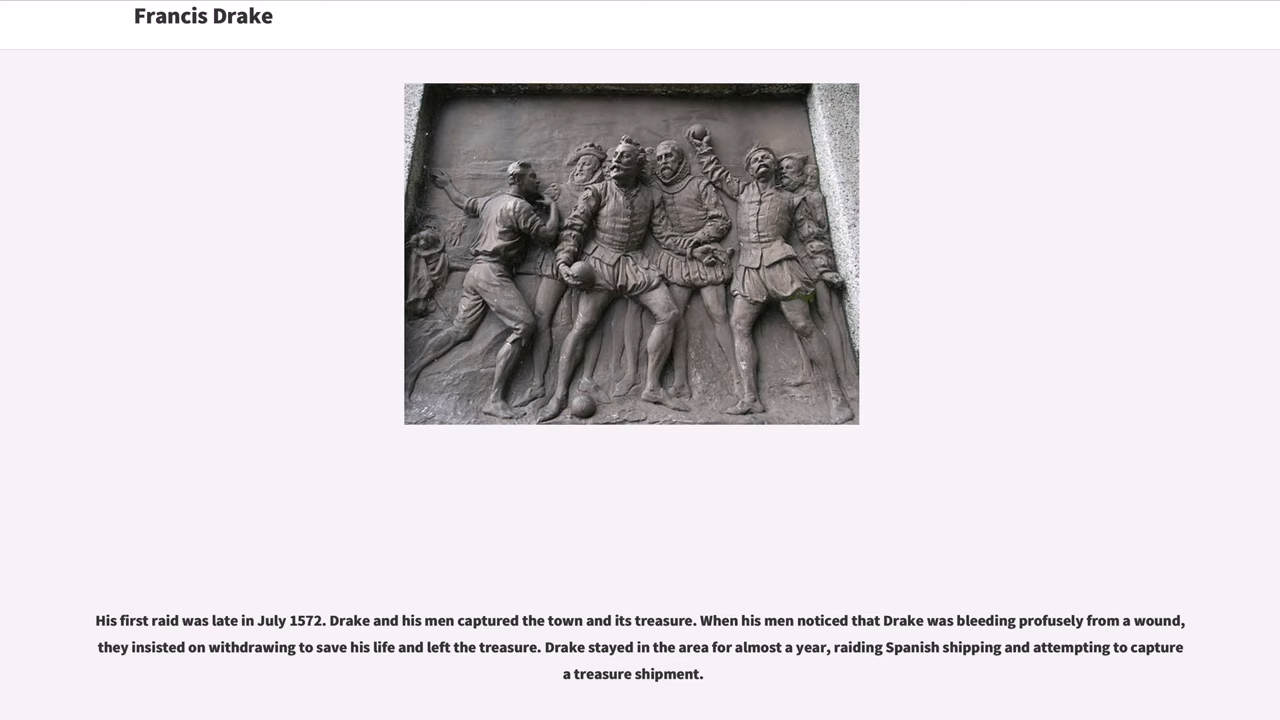 Francis Drake
His first raid was late in July 1572. Drake and his men captured the town and its treasure. When his men noticed that Drake was bleeding profusely from a wound,
they insisted on withdrawing to save his life and left the treasure. Drake stayed in the area for almost a year, raiding Spanish shipping and attempting to capture
a treasure shipment.